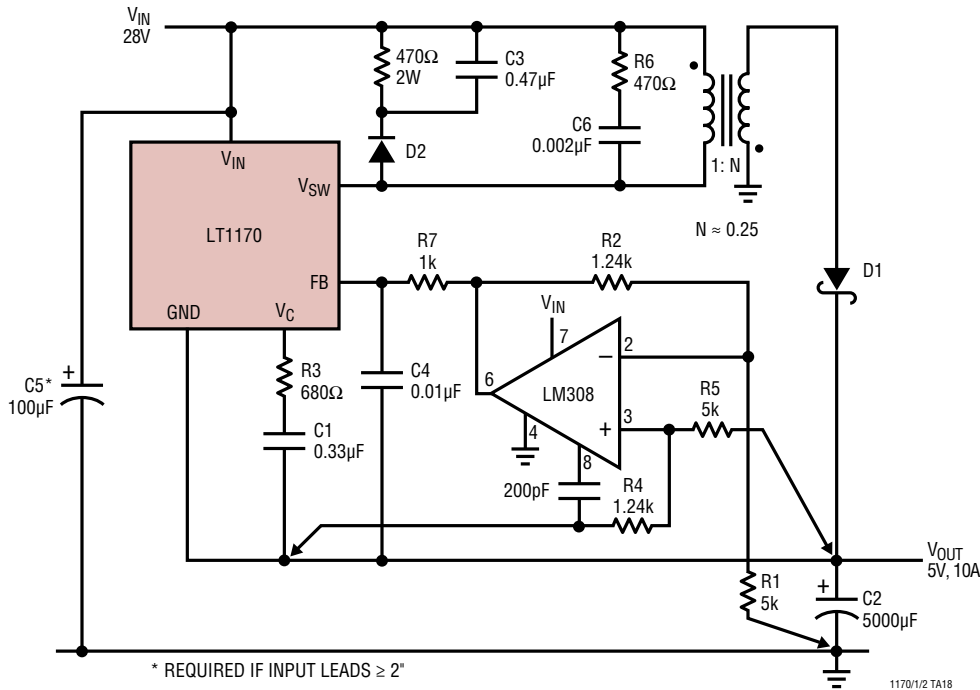 VIN
28V
470Ω
2W
C3
0.47µF
R6
470Ω
C6
0.002µF
D2
1: N
N ≈ 0.25
VIN
VSW
LT1170
FB
GND
VC
R7
1k
R2
1.24k
D1
VIN
7
2
–
6
LM308
3
+
4
8
R5
5k
C5*
100µF
+
R3
680Ω
C4
0.01µF
C1
0.33µF
200pF
R4
1.24k
VOUT
5V, 10A
R1
5k
+
C2
5000µF
* REQUIRED IF INPUT LEADS ≥ 2"
1170/1/2 TA18